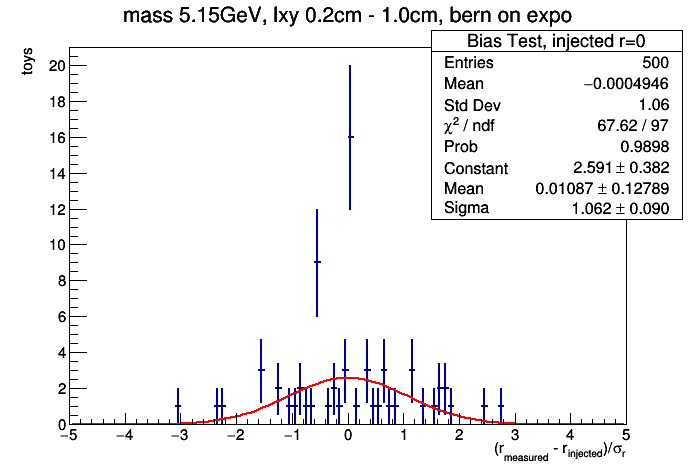 mass 5.15GeV, lxy 0.2cm - 1.0cm, bern on expo
toys
Bias Test, injected r=0
Entries 500
Mean −0.0004946
Std Dev 1.06
χ² / ndf 67.62 / 97
Prob 0.9898
Constant 2.591 ± 0.382
Mean 0.01087 ± 0.12789
Sigma 1.062 ± 0.090
20
18
16
14
12
10
8
6
4
2
0
−5 −4 −3 −2 −1 0 1 2 3 4 5
(r_measured - r_injected)/σ_r